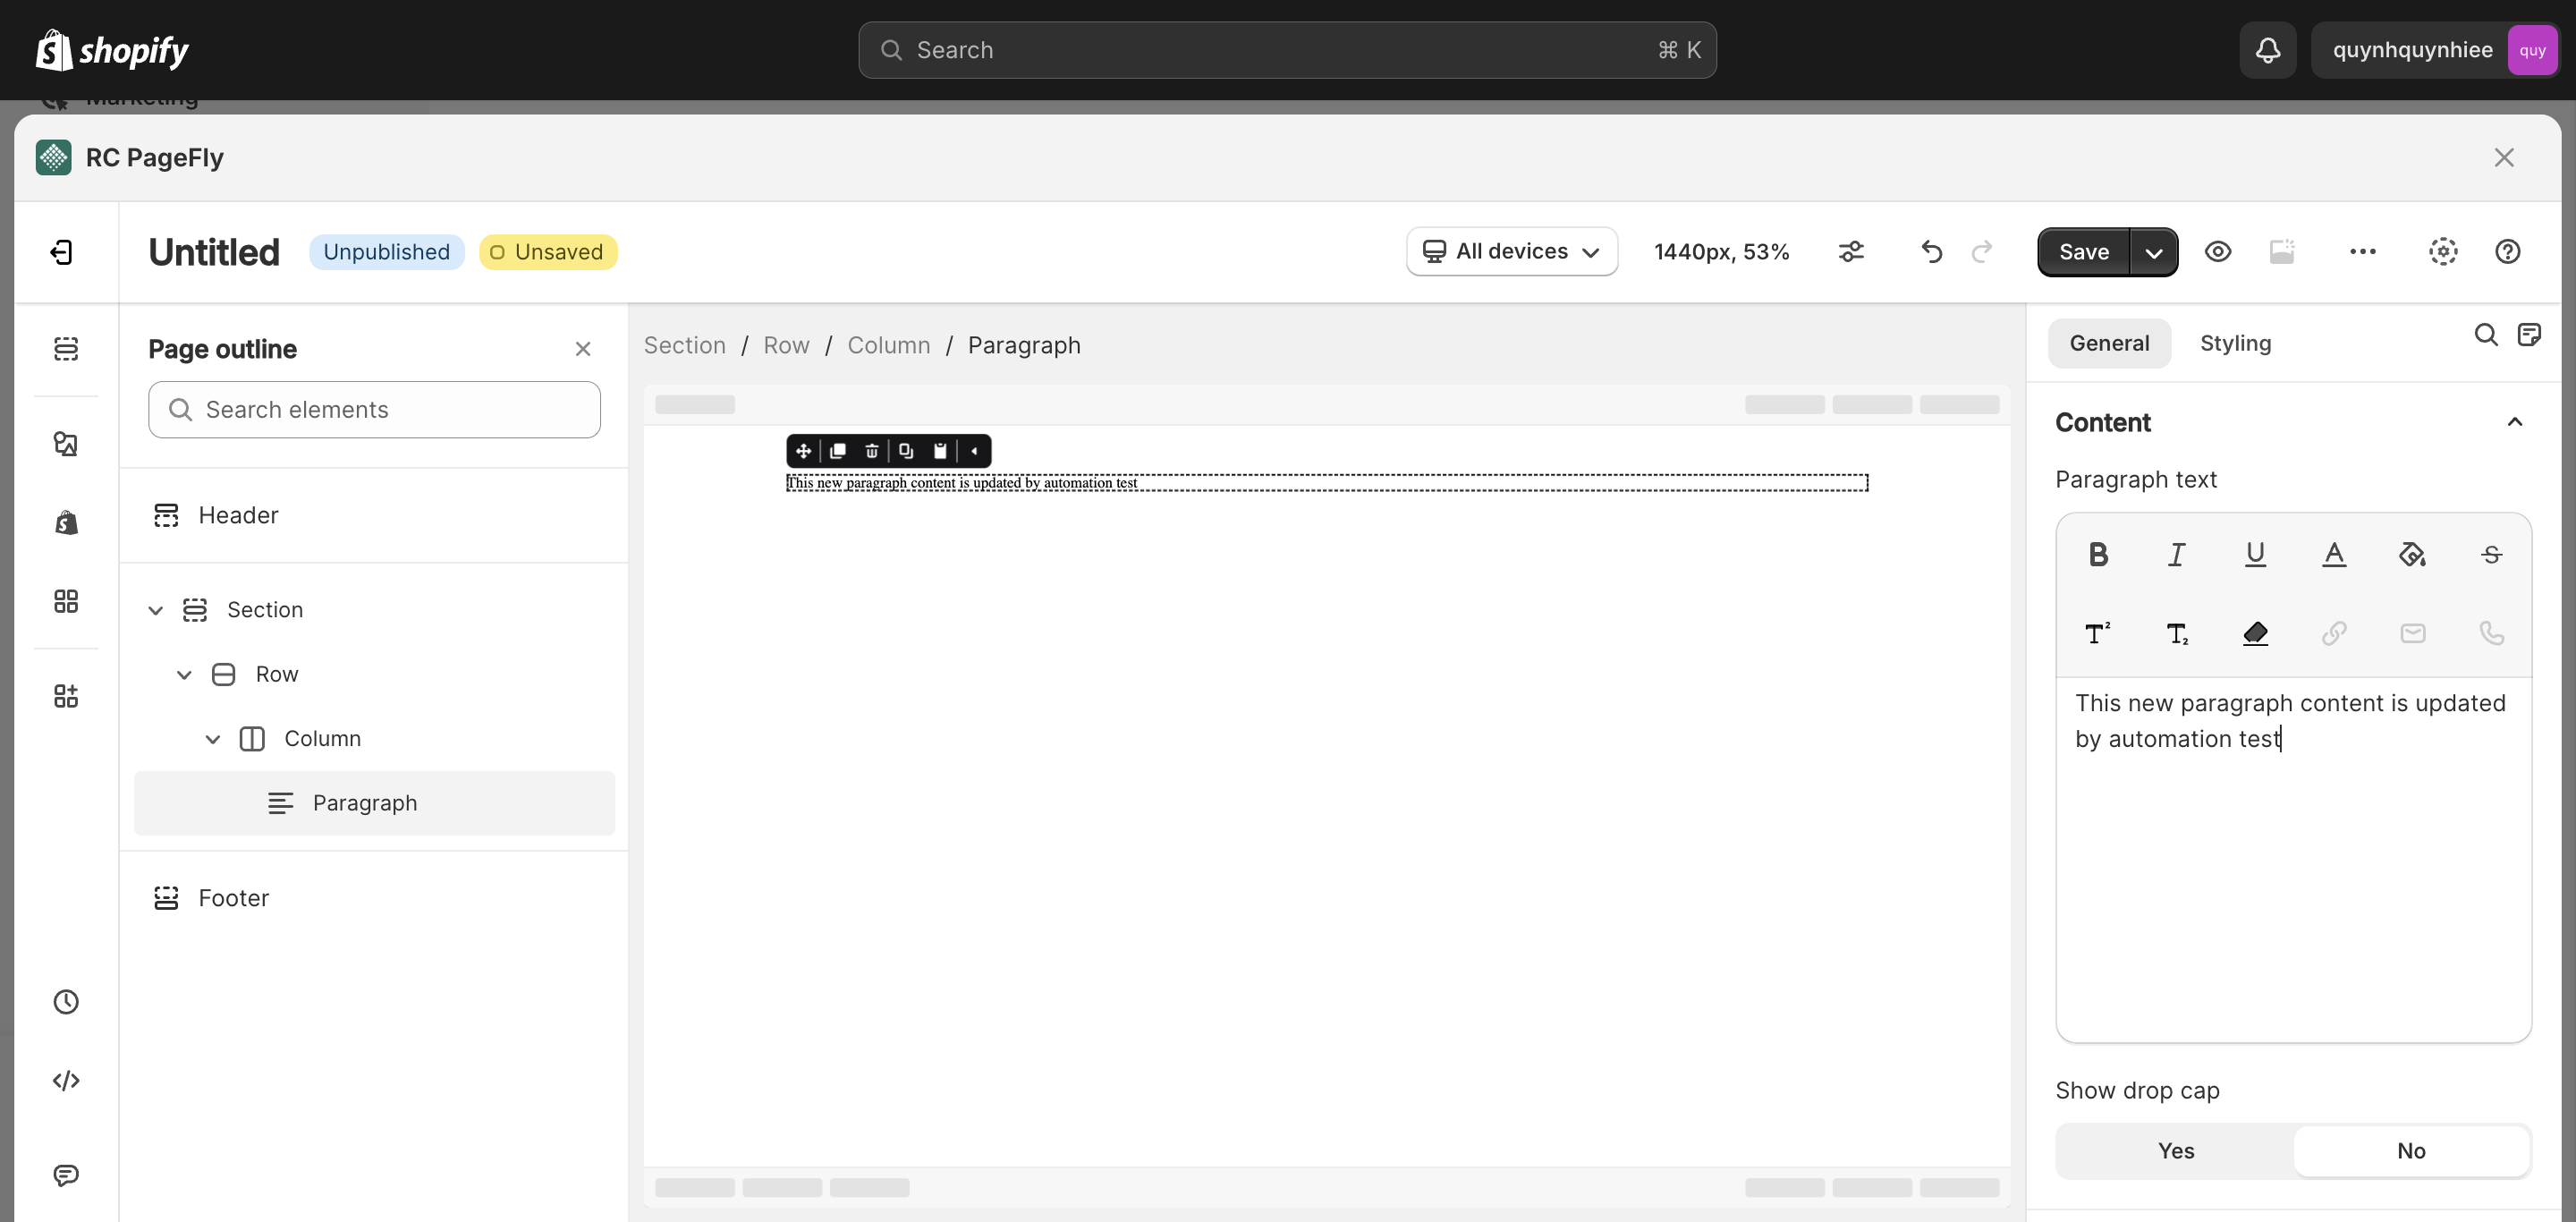 shopify
Search
⌘ K
quynhquynhiee
quy
Marketing
RC PageFly
Untitled
Unpublished
Unsaved
All devices
1440px, 53%
Save
Page outline
Search elements
Header
Section
Row
Column
Paragraph
Footer
Section / Row / Column / Paragraph
This new paragraph content is updated by automation test
General
Styling
Content
Paragraph text
This new paragraph content is updated
by automation test
Show drop cap
Yes
No